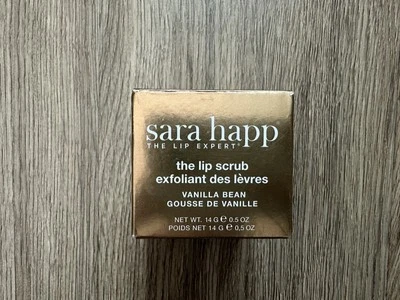 sara happ®
THE LIP EXPERT®
the lip scrub
exfoliant des lèvres
VANILLA BEAN
GOUSSE DE VANILLE
NET WT. 14 G ℮ 0.5 OZ
POIDS NET 14 G ℮ 0,5 OZ